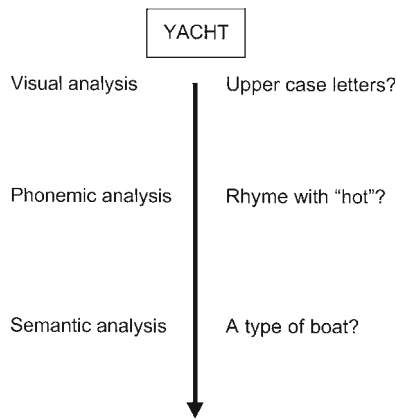 YACHT
Visual analysis Upper case letters?
Phonemic analysis Rhyme with “hot”?
Semantic analysis A type of boat?